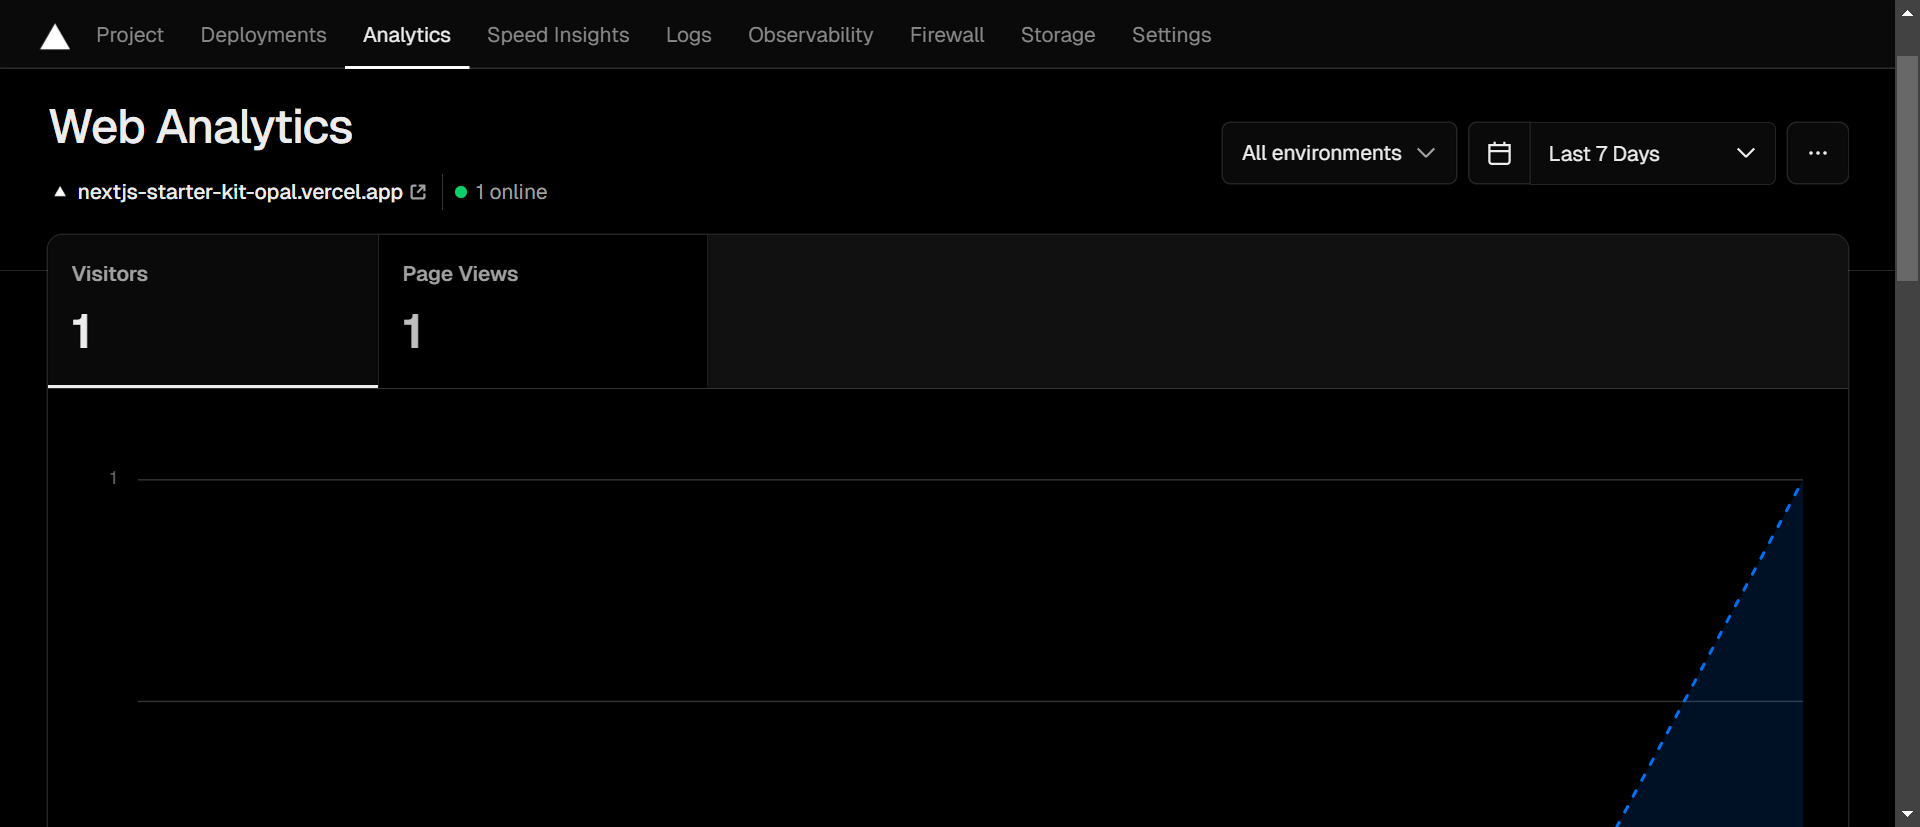 Project Deployments Analytics Speed Insights Logs Observability Firewall Storage Settings
Web Analytics
All environments Last 7 Days
nextjs-starter-kit-opal.vercel.app 1 online
Visitors Page Views
1 1
1